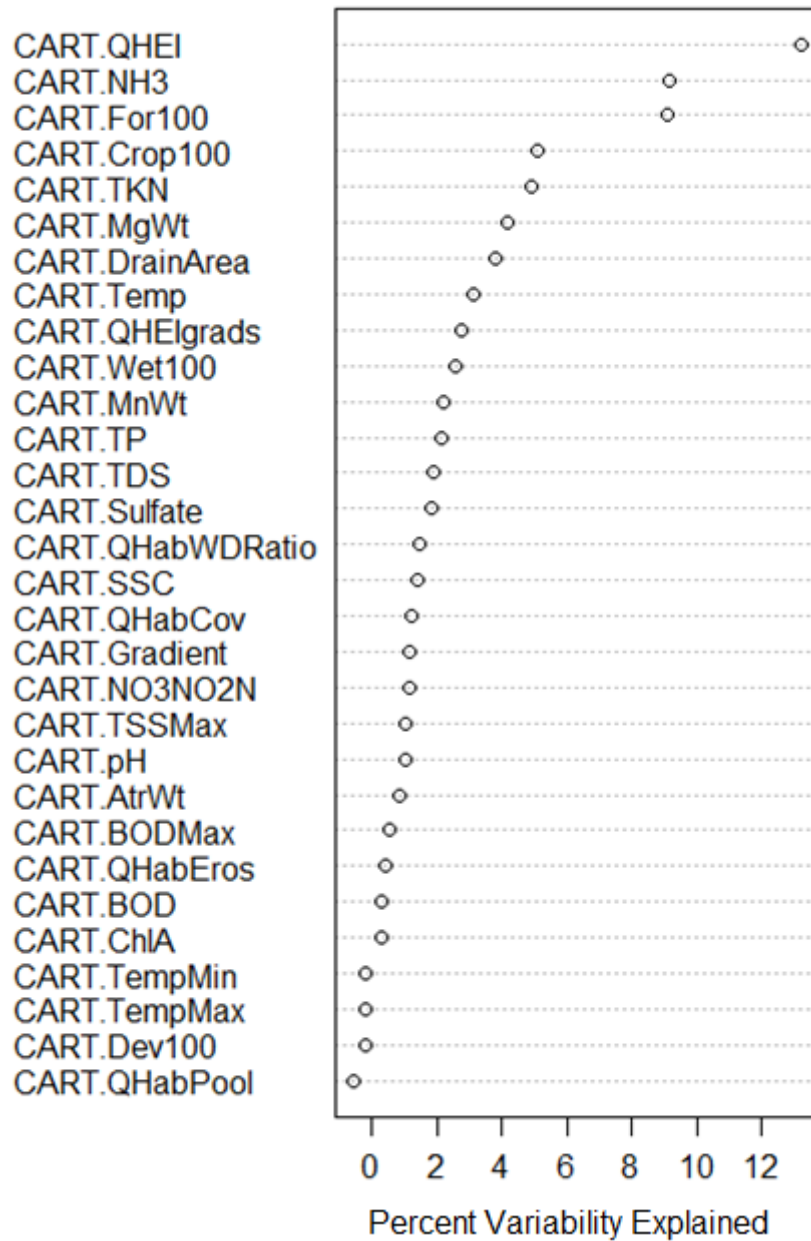 CART.QHEI
CART.NH3
CART.For100
CART.Crop100
CART.TKN
CART.MgWt
CART.DrainArea
CART.Temp
CART.QHEIgrads
CART.Wet100
CART.MnWt
CART.TP
CART.TDS
CART.Sulfate
CART.QHabWDRatio
CART.SSC
CART.QHabCov
CART.Gradient
CART.NO3NO2N
CART.TSSMax
CART.pH
CART.AtrWt
CART.BODMax
CART.QHabEros
CART.BOD
CART.ChlA
CART.TempMin
CART.TempMax
CART.Dev100
CART.QHabPool
0 2 4 6 8 10 12
Percent Variability Explained